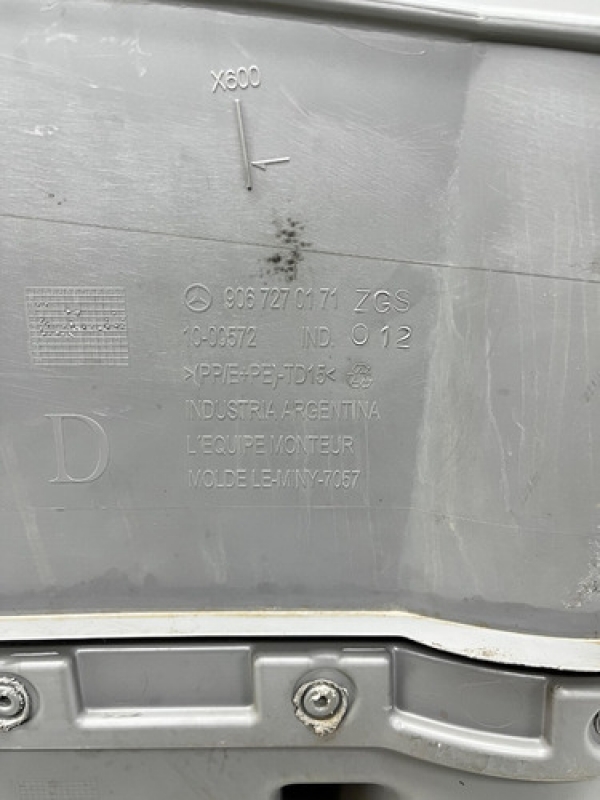 X600
906 727 01 71 ZGS
10-00572 IND. 012
>(PP/E+PE)-TD15<
INDUSTRIA ARGENTINA
L'EQUIPE MONTEUR
MOLDE LE-MINY-7057
D